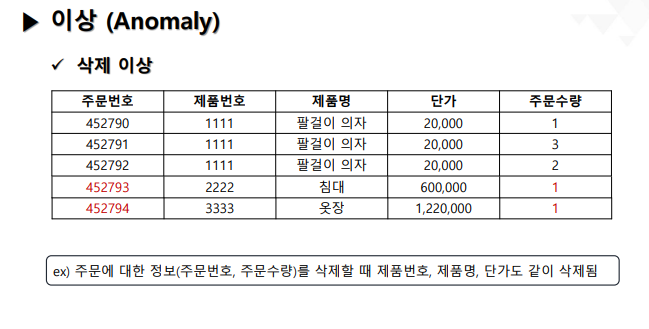 ▶ 이상 (Anomaly)
✓ 삭제 이상
주문번호 제품번호 제품명 단가 주문수량
452790 1111 팔걸이 의자 20,000 1
452791 1111 팔걸이 의자 20,000 3
452792 1111 팔걸이 의자 20,000 2
452793 2222 침대 600,000 1
452794 3333 옷장 1,220,000 1
ex) 주문에 대한 정보(주문번호, 주문수량)를 삭제할 때 제품번호, 제품명, 단가도 같이 삭제됨